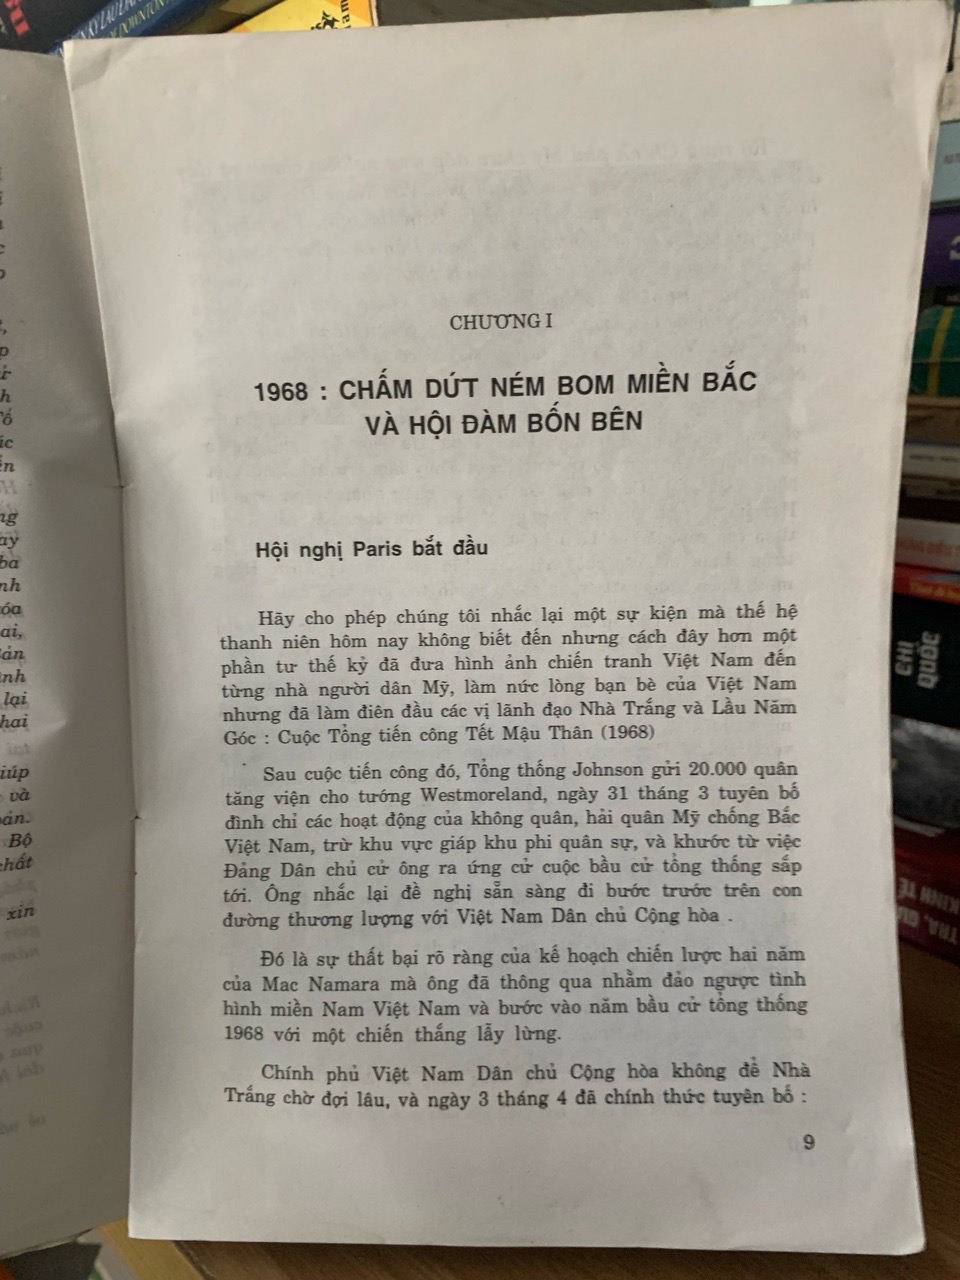 CHƯƠNG I
1968 : CHẤM DỨT NÉM BOM MIỀN BẮC
VÀ HỘI ĐÀM BỐN BÊN
Hội nghị Paris bắt đầu
Hãy cho phép chúng tôi nhắc lại một sự kiện mà thế hệ
thanh niên hôm nay không biết đến nhưng cách đây hơn một
phần tư thế kỷ đã đưa hình ảnh chiến tranh Việt Nam đến
từng nhà người dân Mỹ, làm nức lòng bạn bè của Việt Nam
nhưng đã làm điên đầu các vị lãnh đạo Nhà Trắng và Lầu Năm
Góc : Cuộc Tổng tiến công Tết Mậu Thân (1968)
Sau cuộc tiến công đó, Tổng thống Johnson gửi 20.000 quân
tăng viện cho tướng Westmoreland, ngày 31 tháng 3 tuyên bố
đình chỉ các hoạt động của không quân, hải quân Mỹ chống Bắc
Việt Nam, trừ khu vực giáp khu phi quân sự, và khước từ việc
Đảng Dân chủ cử ông ra ứng cử cuộc bầu cử tổng thống sắp
tới. Ông nhắc lại đề nghị sẵn sàng đi bước trước trên con
đường thương lượng với Việt Nam Dân chủ Cộng hòa .
Đó là sự thất bại rõ ràng của kế hoạch chiến lược hai năm
của Mac Namara mà ông đã thông qua nhằm đảo ngược tình
hình miền Nam Việt Nam và bước vào năm bầu cử tổng thống
1968 với một chiến thắng lẫy lừng.
Chính phủ Việt Nam Dân chủ Cộng hòa không để Nhà
Trắng chờ đợi lâu, và ngày 3 tháng 4 đã chính thức tuyên bố :
9
lại
và
Bộ
xin
CHI
QUỐC
KINH TẾ